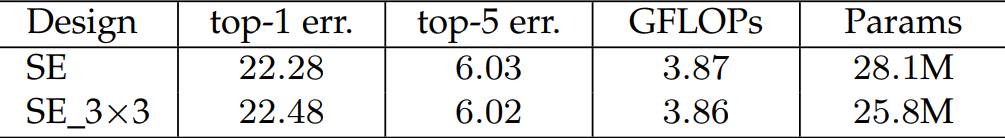 Design top-1 err. top-5 err. GFLOPs Params
SE 22.28 6.03 3.87 28.1M
SE_3×3 22.48 6.02 3.86 25.8M